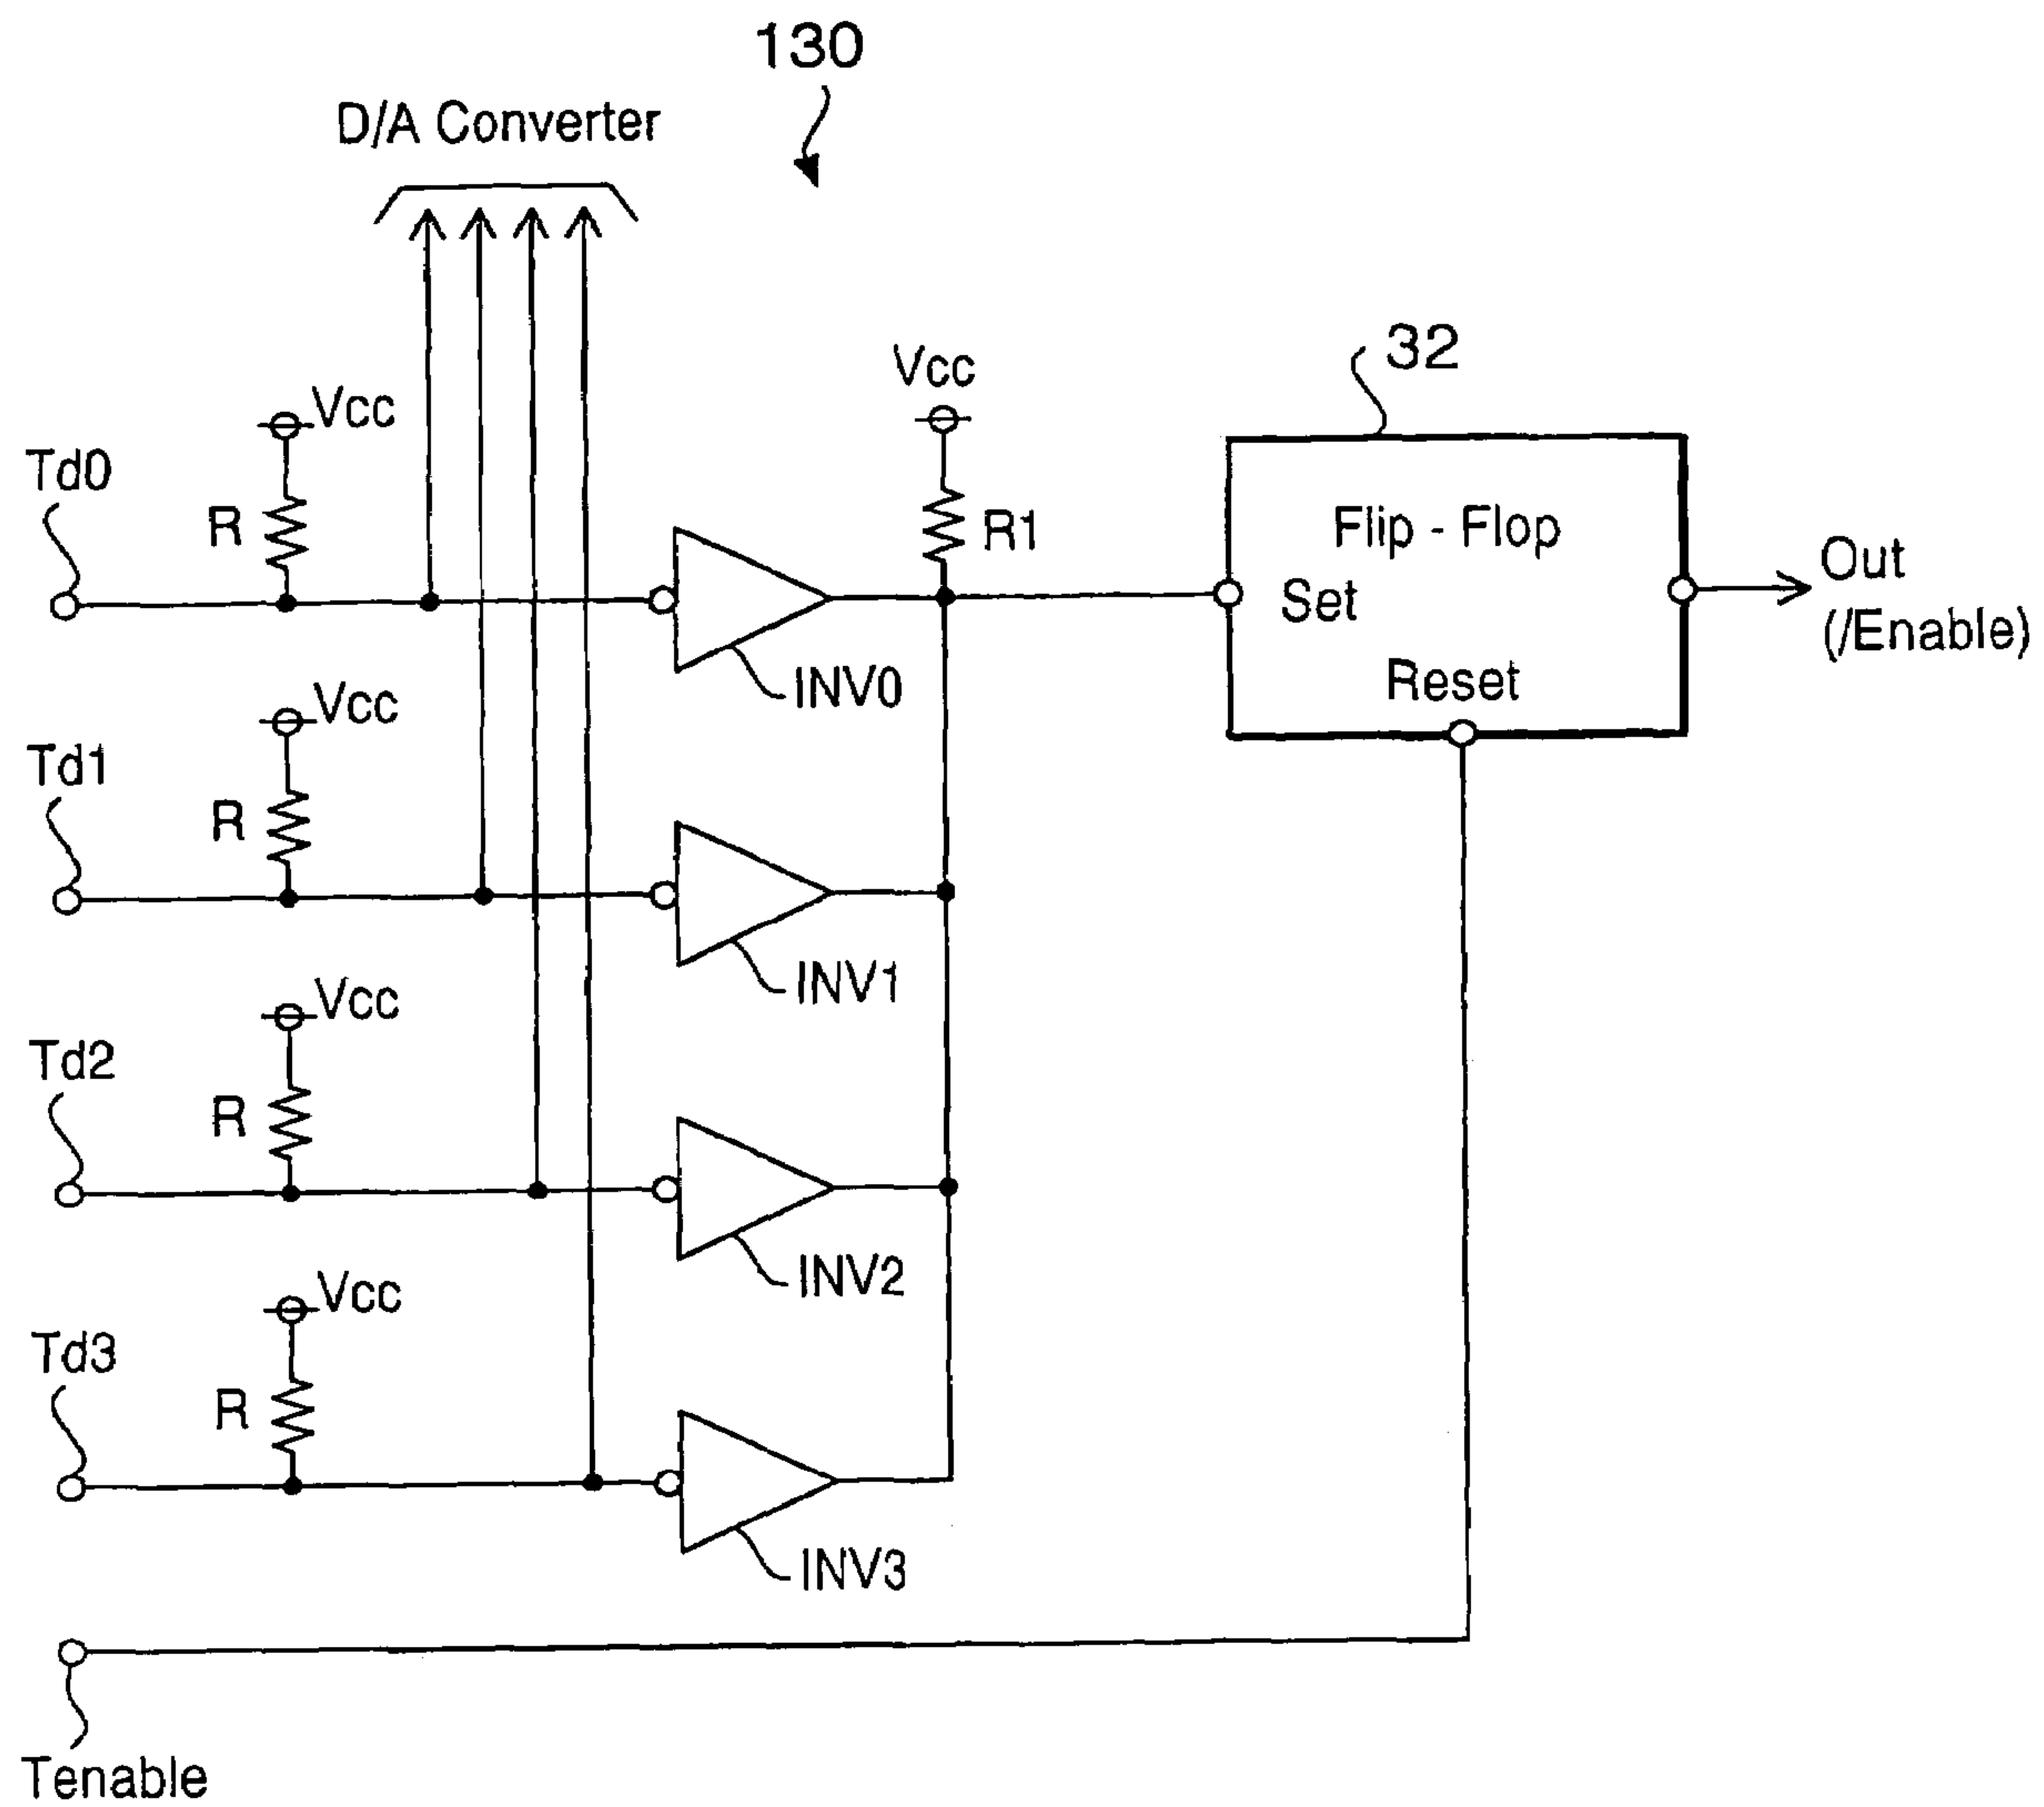 130
D/A Converter
32
Vcc
Vcc
Td0
R
R1
Flip - Flop
Set
Reset
Out
(/Enable)
INV0
Vcc
Td1
R
INV1
Vcc
Td2
R
INV2
Vcc
Td3
R
INV3
Tenable